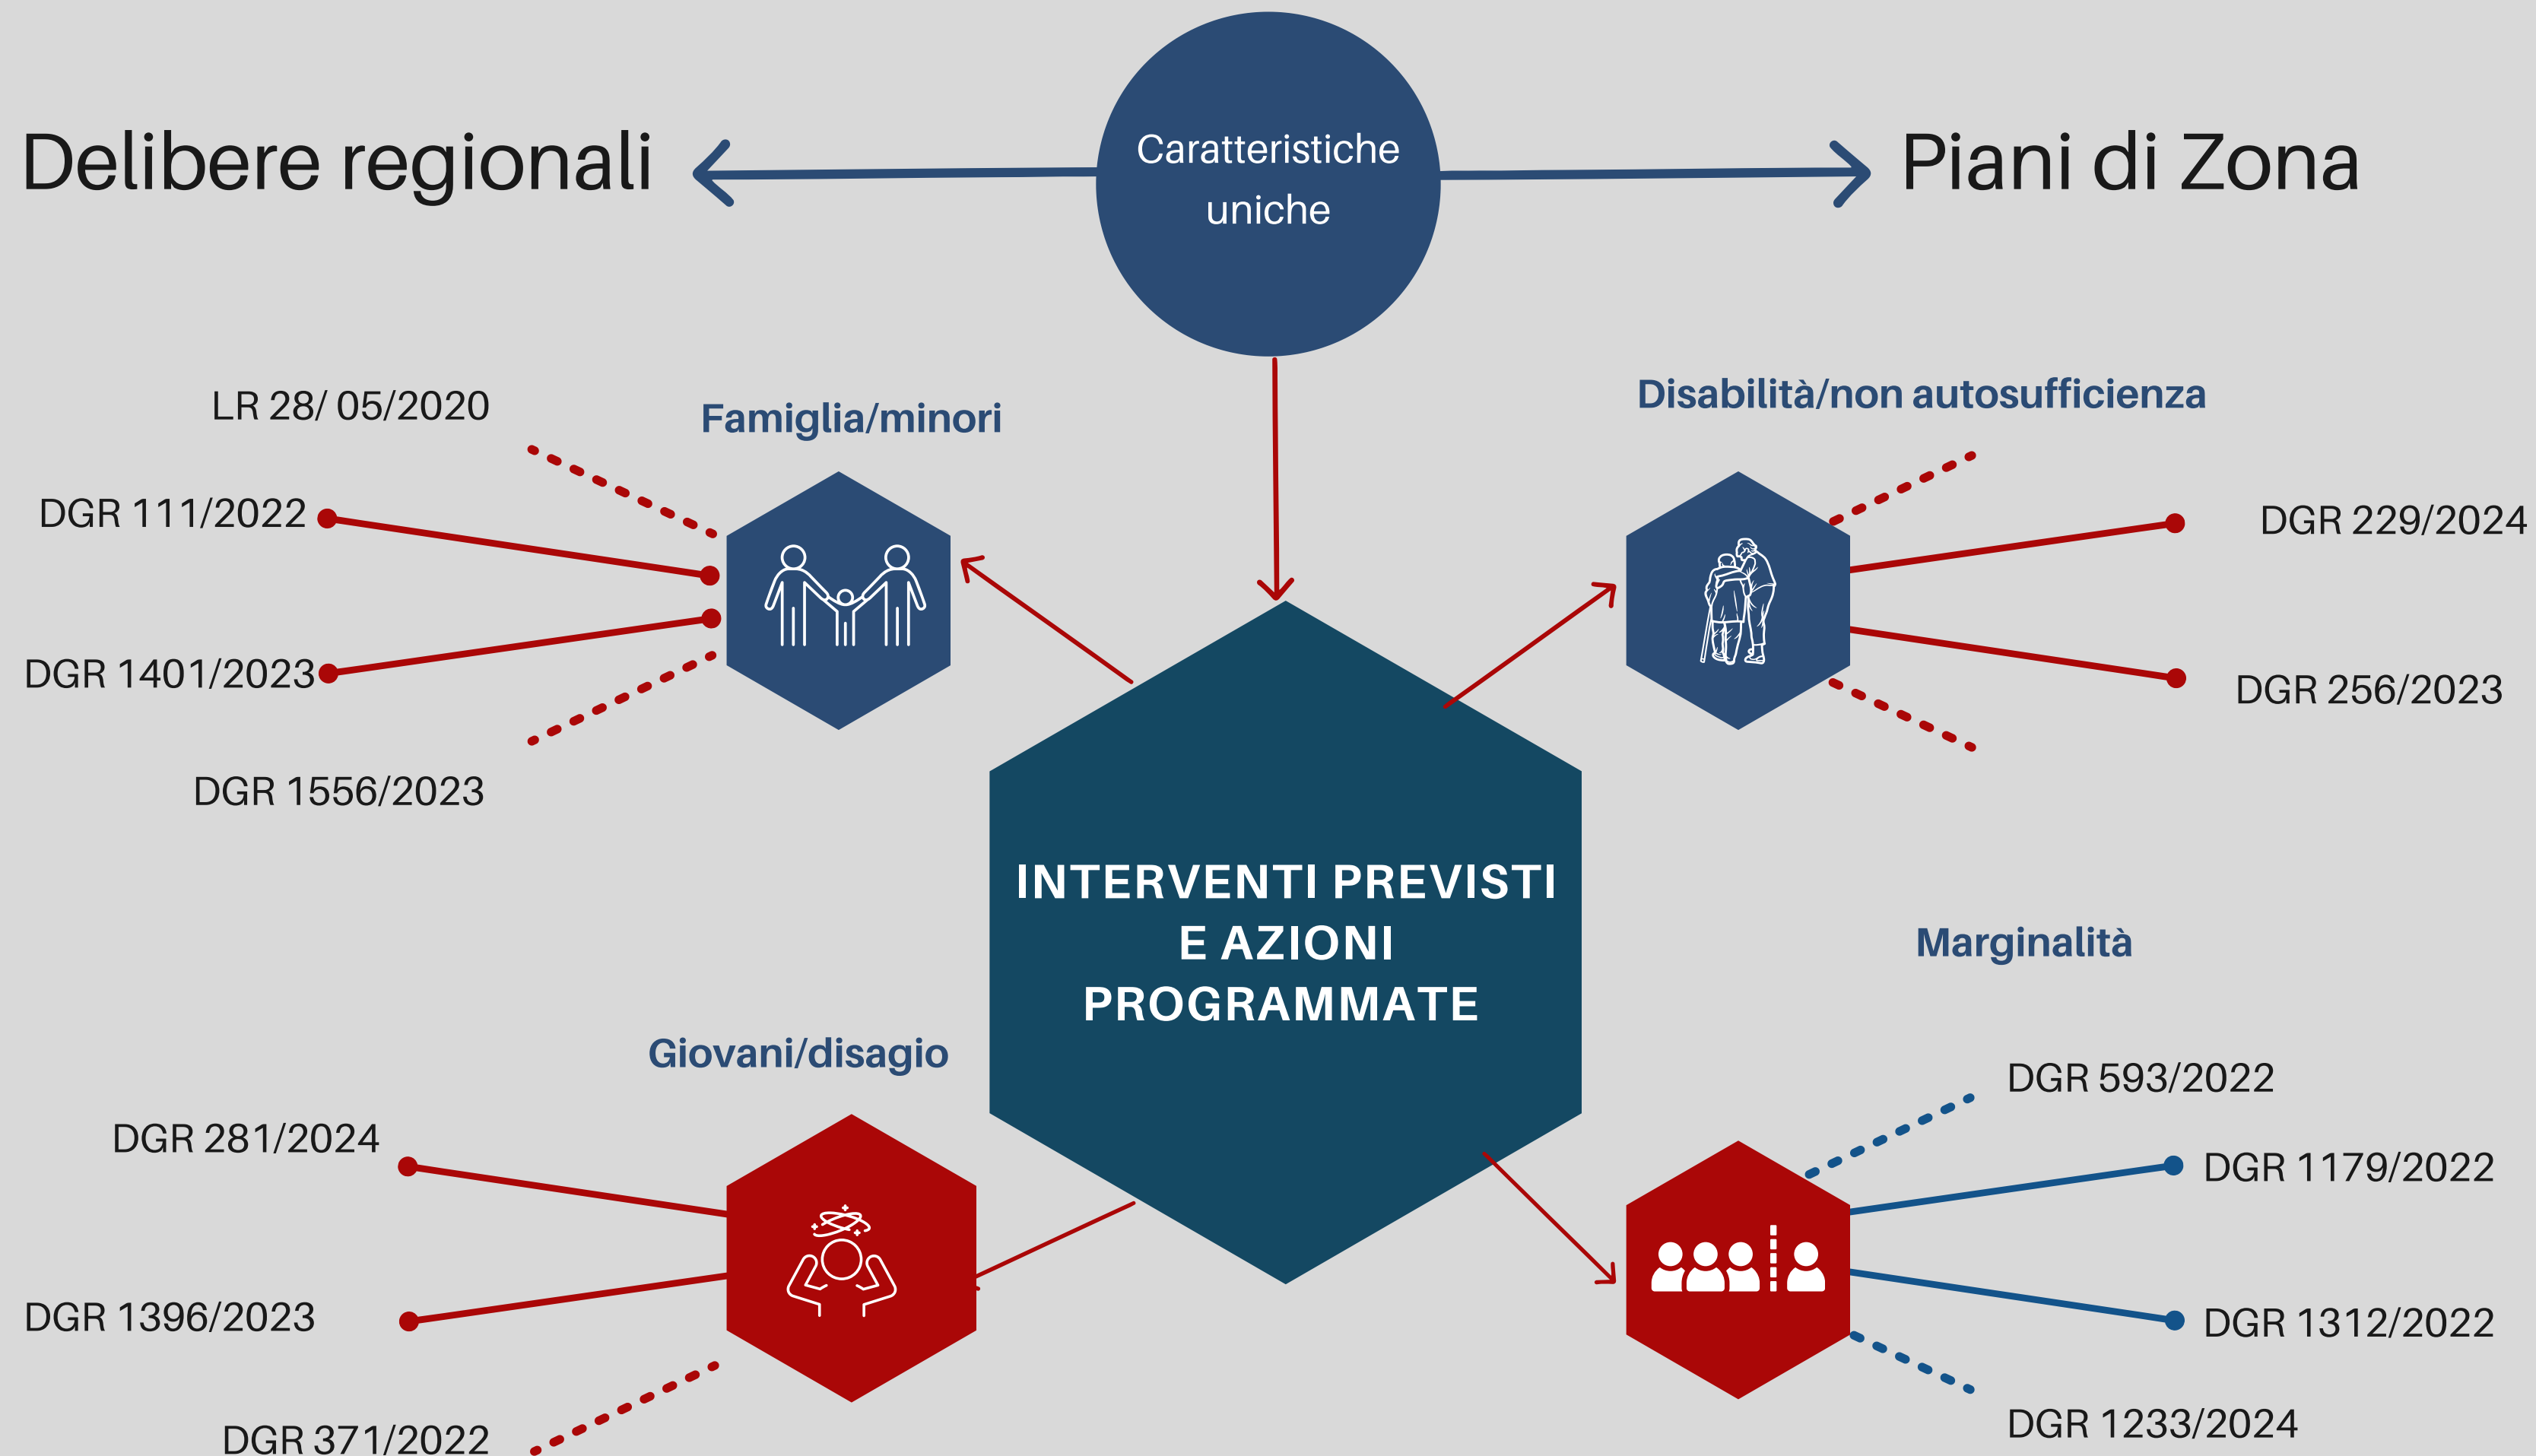 Delibere regionali
Caratteristiche
uniche
Piani di Zona
LR 28/ 05/2020
Famiglia/minori
DGR 111/2022
DGR 1401/2023
DGR 1556/2023
Disabilità/non autosufficienza
DGR 229/2024
DGR 256/2023
INTERVENTI PREVISTI
E AZIONI
PROGRAMMATE
Giovani/disagio
DGR 281/2024
DGR 1396/2023
DGR 371/2022
Marginalità
DGR 593/2022
DGR 1179/2022
DGR 1312/2022
DGR 1233/2024